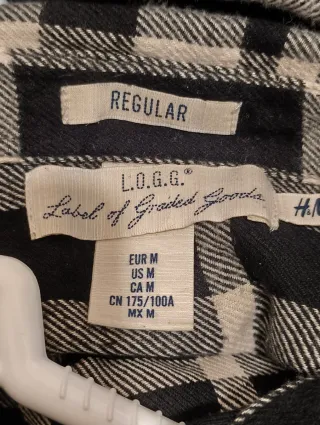 REGULAR
L.O.G.G.®
Label of Graded Goods
EUR M
US M
CA M
CN 175/100A
MX M